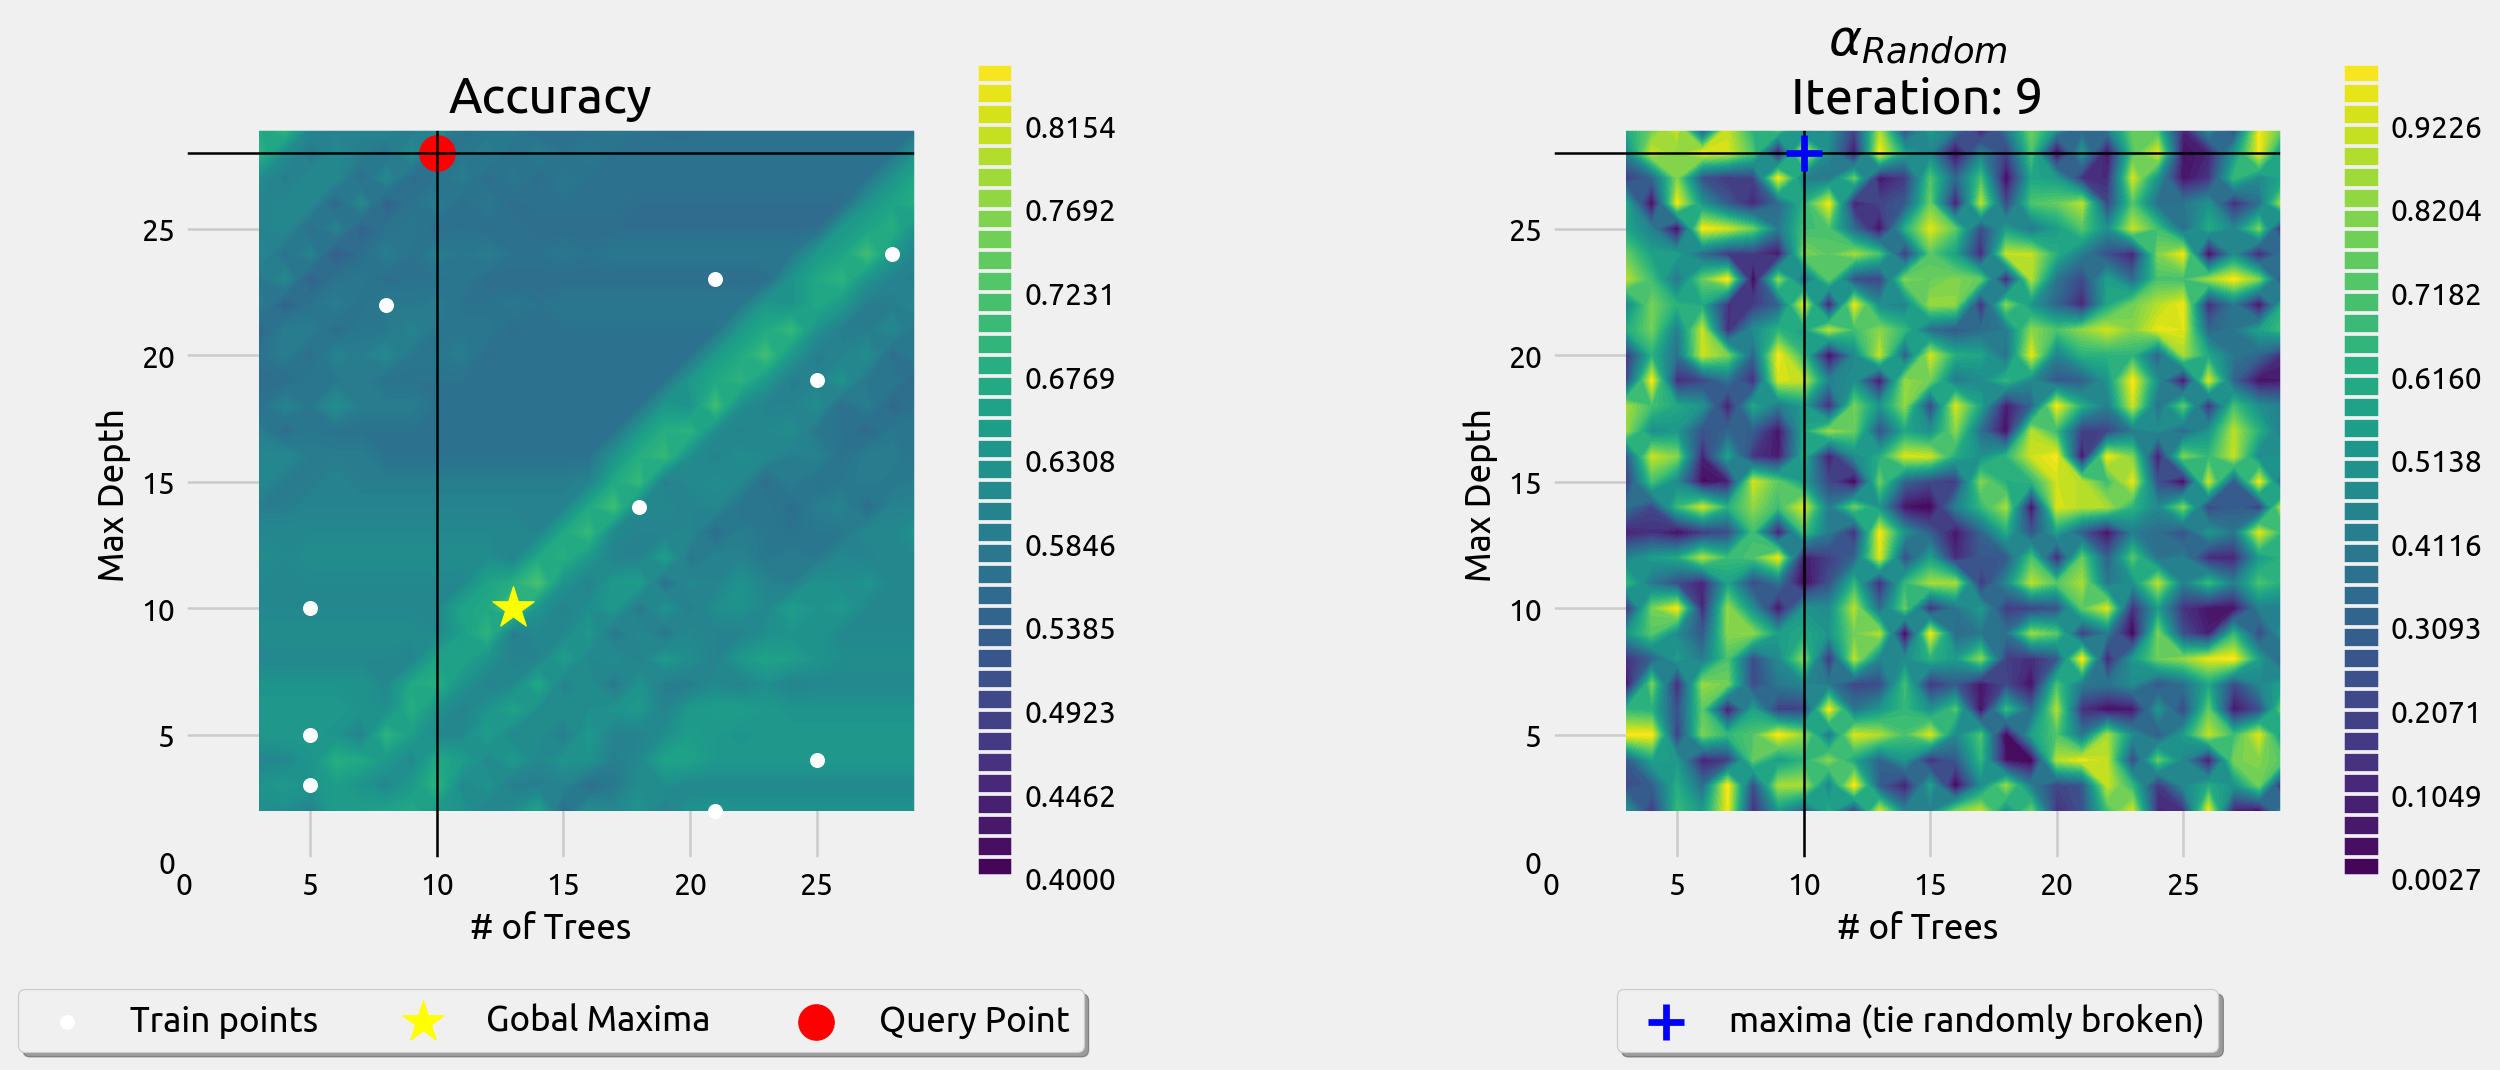 Accuracy
Max Depth
25
20
15
10
5
0
0 5 10 15 20 25
# of Trees
0.8154
0.7692
0.7231
0.6769
0.6308
0.5846
0.5385
0.4923
0.4462
0.4000
Train points Gobal Maxima Query Point
α Random
Iteration: 9
Max Depth
25
20
15
10
5
0
0 5 10 15 20 25
# of Trees
0.9226
0.8204
0.7182
0.6160
0.5138
0.4116
0.3093
0.2071
0.1049
0.0027
maxima (tie randomly broken)